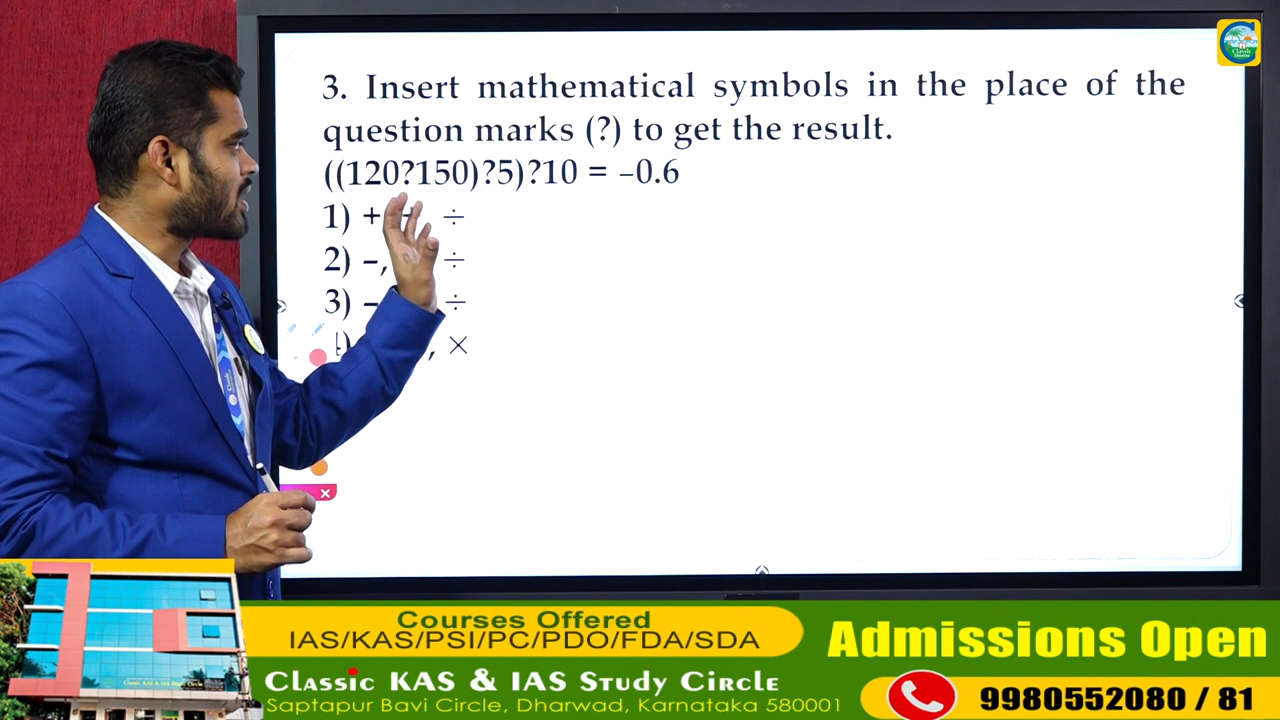 3. Insert mathematical symbols in the place of the
question marks (?) to get the result.
((120?150)?5)?10 = –0.6
1) + ÷
2) –, ÷
3) – ÷
) , ×
Courses Offered
IAS/KAS/PSI/PC/PDO/FDA/SDA
Classic KAS & IAS Study Circle
Saptapur Bavi Circle, Dharwad, Karnataka 580001
Admissions Open
9980552080 / 81